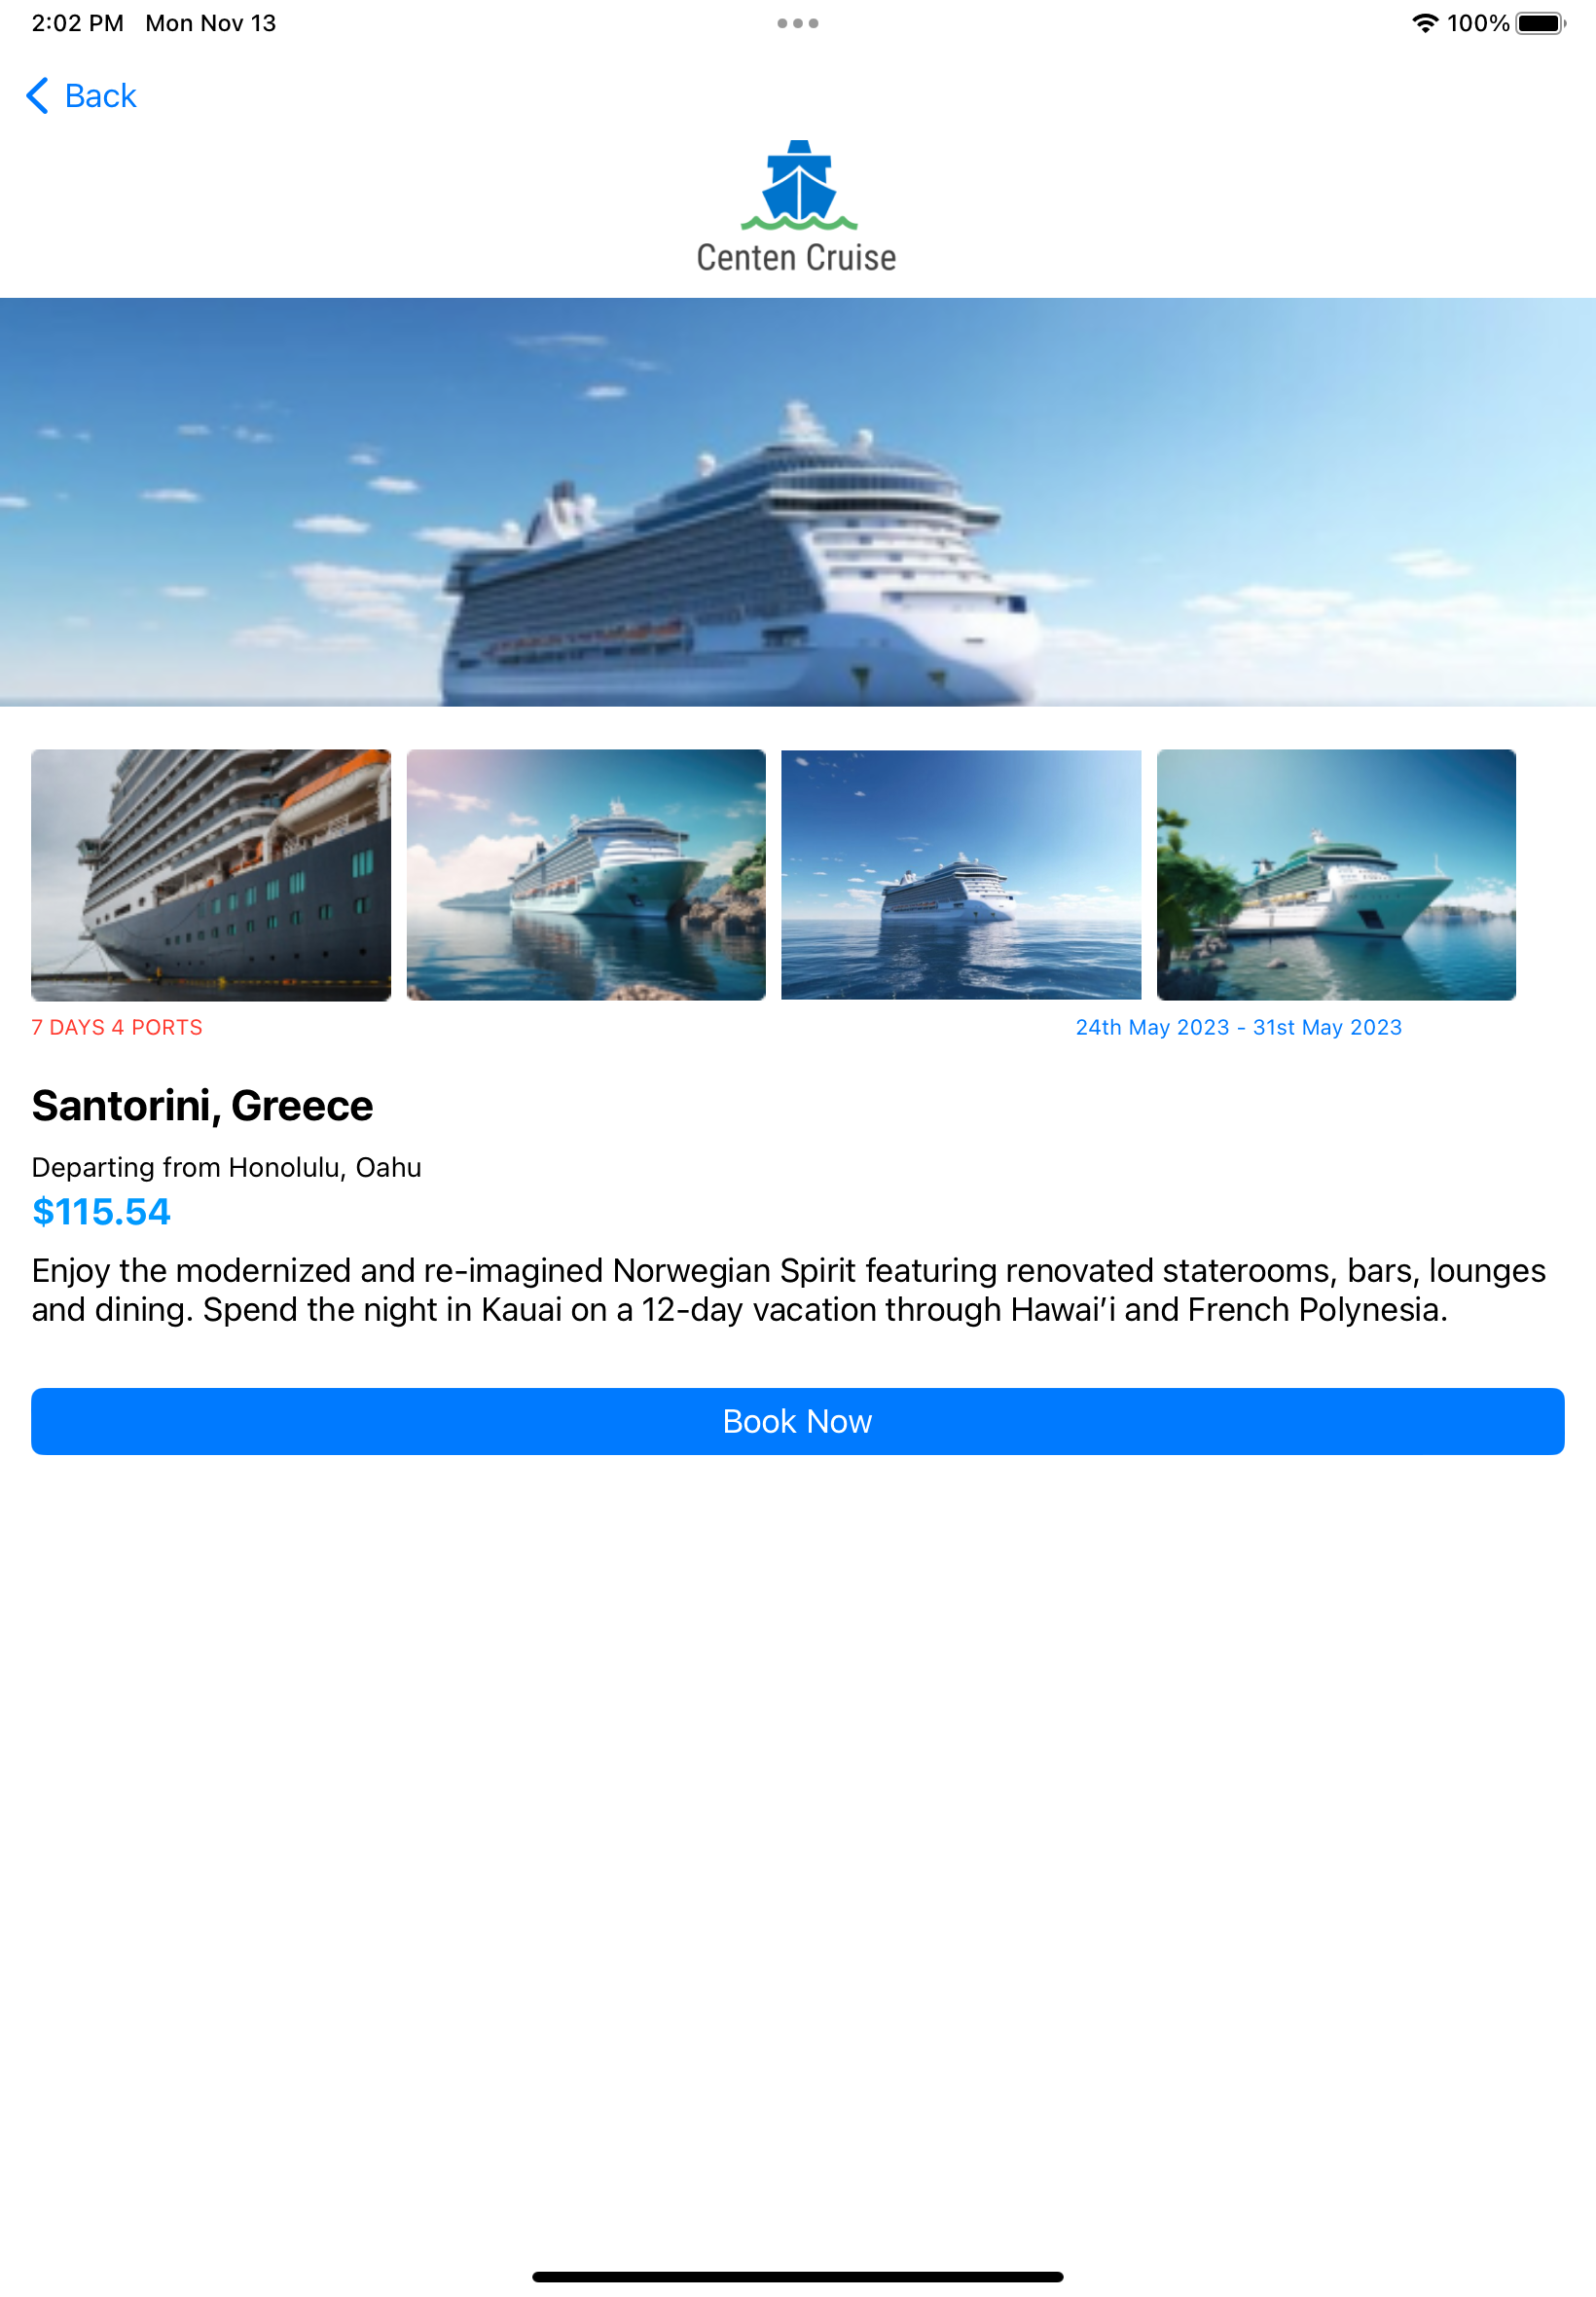 2:02 PM Mon Nov 13
100%
Back
Centen Cruise
7 DAYS 4 PORTS
24th May 2023 - 31st May 2023
Santorini, Greece
Departing from Honolulu, Oahu
$115.54
Enjoy the modernized and re-imagined Norwegian Spirit featuring renovated staterooms, bars, lounges
and dining. Spend the night in Kauai on a 12-day vacation through Hawai’i and French Polynesia.
Book Now